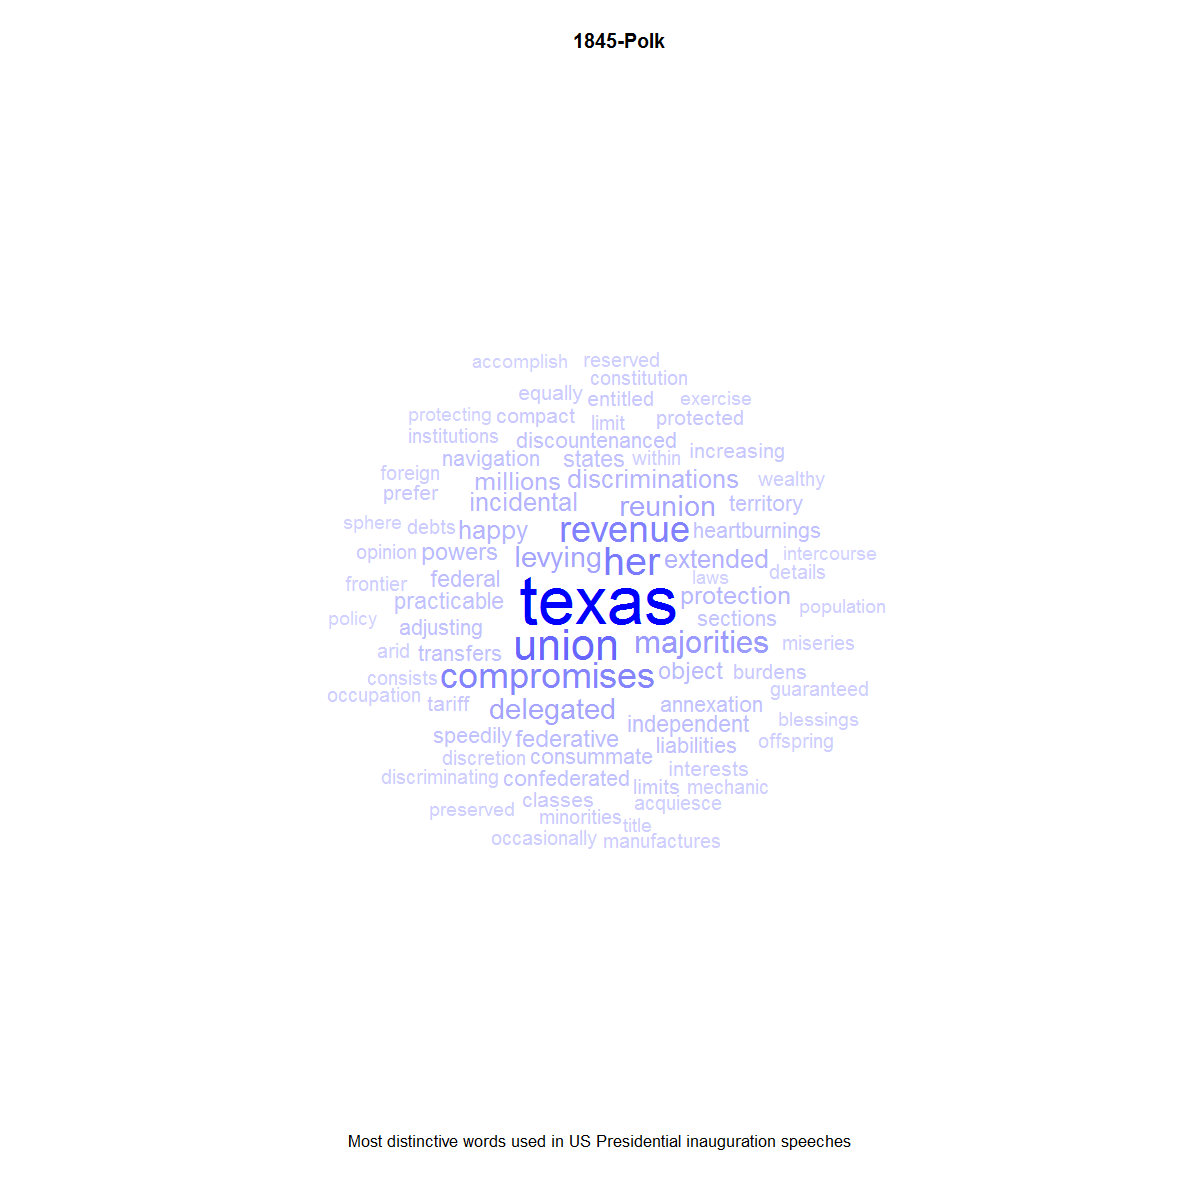 1845-Polk
accomplish reserved
constitution
equally entitled exercise
protecting compact limit protected
institutions discountenanced
navigation states within increasing
foreign millions discriminations wealthy
prefer incidental reunion territory
sphere debts happy revenue heartburnings
opinion powers levying her extended intercourse
frontier federal laws details
practicable texas protection population
policy adjusting sections
arid transfers union majorities miseries
consists compromises object burdens
occupation tariff delegated annexation guaranteed
speedily federative independent blessings
discretion consummate liabilities offspring
discriminating confederated interests
limits mechanic
preserved classes acquiesce
minorities title
occasionally manufactures
Most distinctive words used in US Presidential inauguration speeches